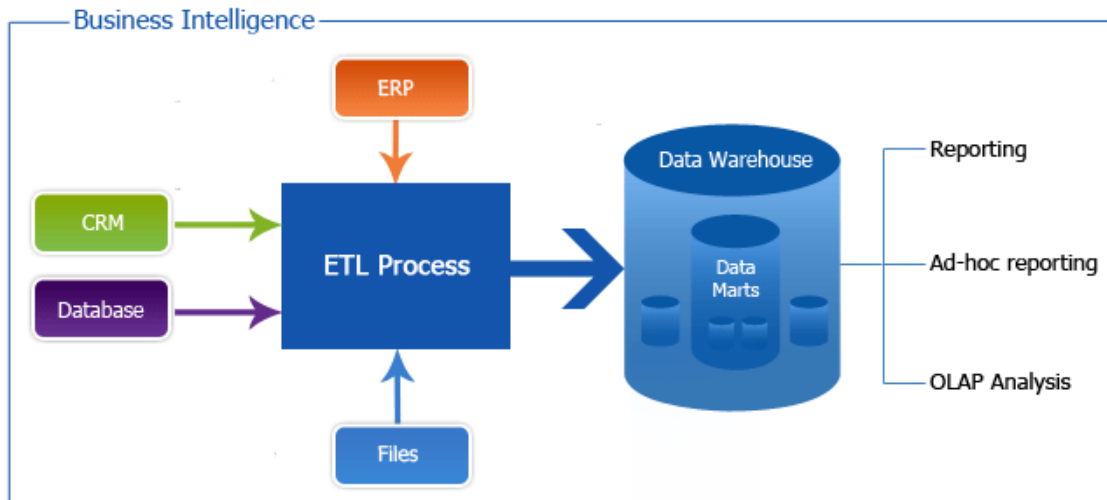 Business Intelligence
ERP
CRM
Database
ETL Process
Files
Data Warehouse
Data
Marts
Reporting
Ad-hoc reporting
OLAP Analysis